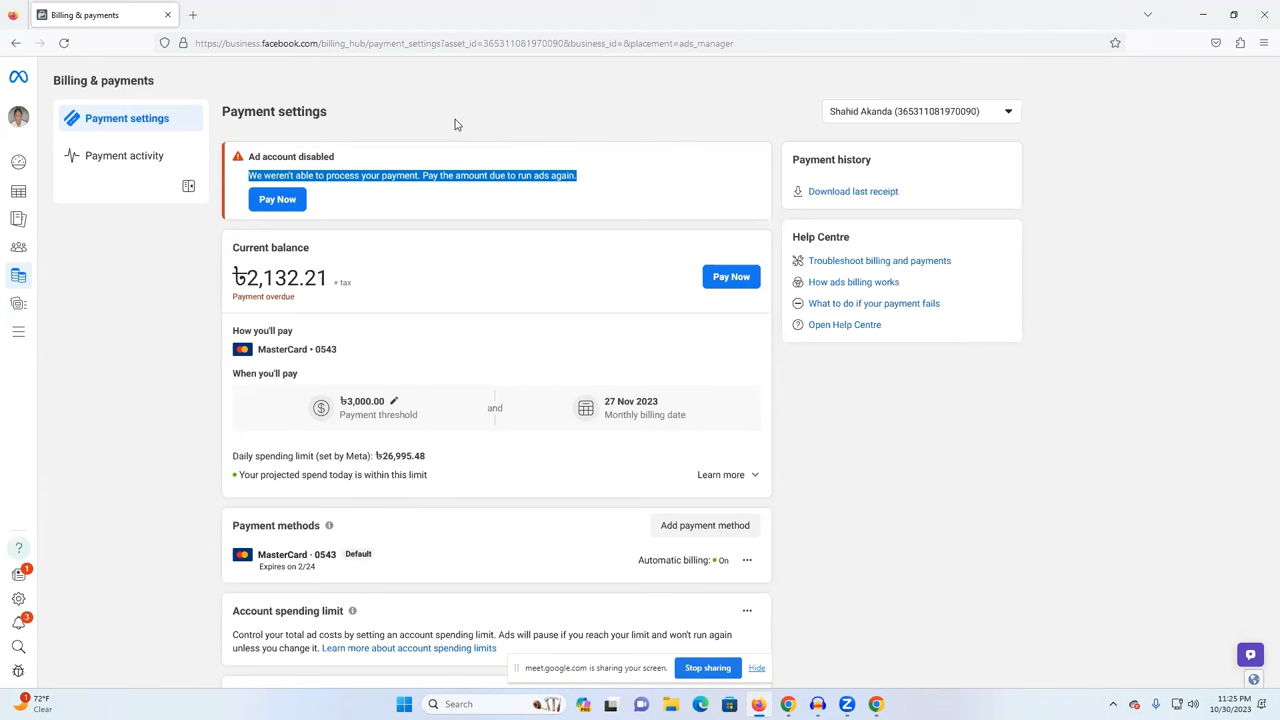 Billing & payments
https://business.facebook.com/billing_hub/payment_settings?asset_id=365311081970090&business_id=&placement=ads_manager
Billing & payments
Payment settings
Payment activity
Payment settings
Shahid Akanda (365311081970090)
Ad account disabled
We weren't able to process your payment. Pay the amount due to run ads again.
Pay Now
Current balance
৳2,132.21 + tax
Payment overdue
Pay Now
How you'll pay
MasterCard • 0543
When you'll pay
৳3,000.00
Payment threshold
and
27 Nov 2023
Monthly billing date
Daily spending limit (set by Meta): ৳26,995.48
Your projected spend today is within this limit
Learn more
Payment methods
Add payment method
MasterCard · 0543 Default
Expires on 2/24
Automatic billing: On
Account spending limit
Control your total ad costs by setting an account spending limit. Ads will pause if you reach your limit and won't run again
unless you change it. Learn more about account spending limits
Payment history
Download last receipt
Help Centre
Troubleshoot billing and payments
How ads billing works
What to do if your payment fails
Open Help Centre
1
3
meet.google.com is sharing your screen.
Stop sharing
Hide
1
72°F
Clear
Search
11:25 PM
10/30/2023